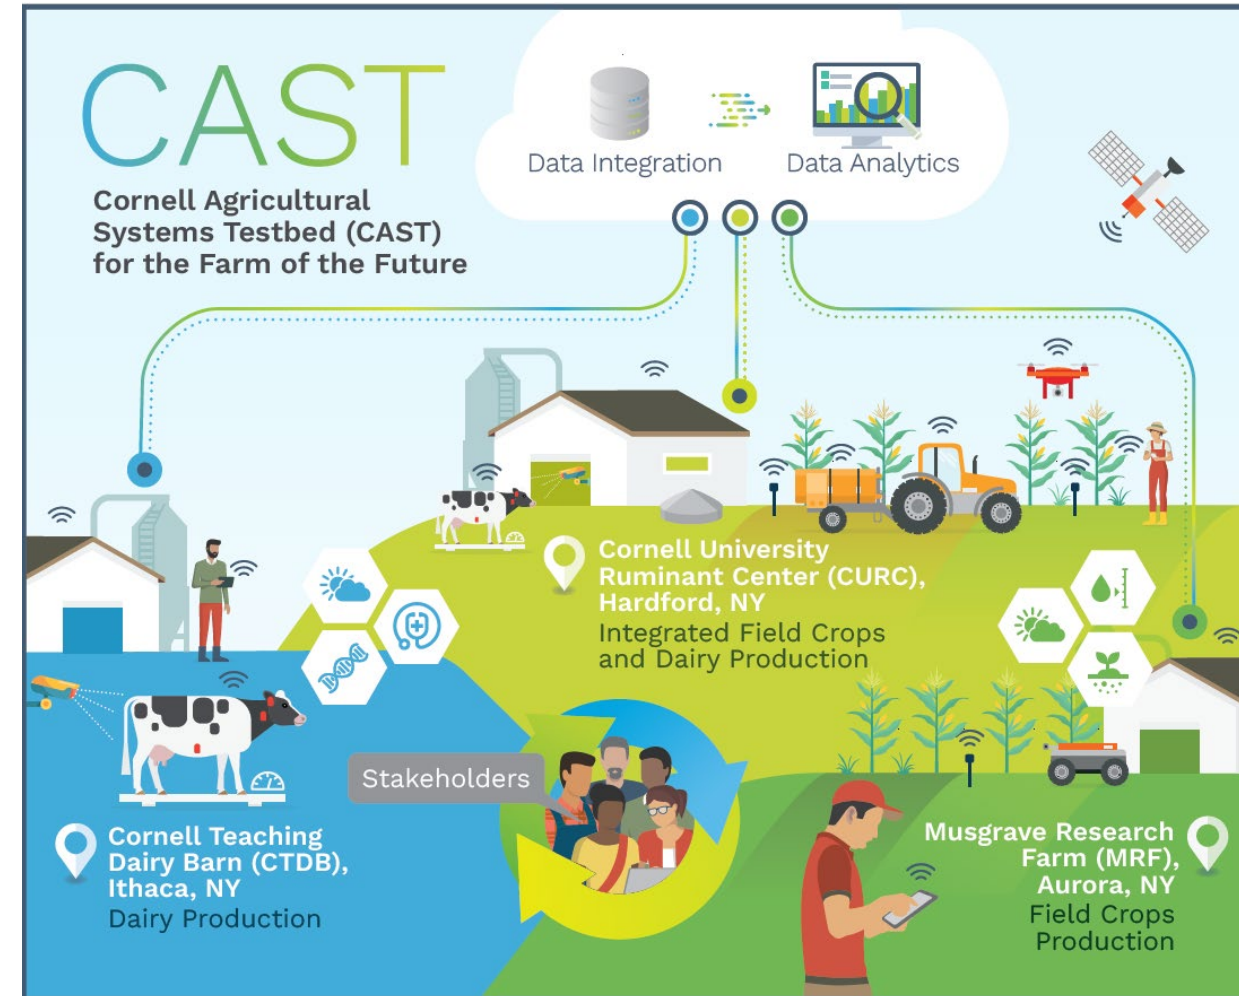 CAST
Cornell Agricultural
Systems Testbed (CAST)
for the Farm of the Future
Data Integration
Data Analytics
Cornell University
Ruminant Center (CURC),
Hardford, NY
Integrated Field Crops
and Dairy Production
Stakeholders
Cornell Teaching
Dairy Barn (CTDB),
Ithaca, NY
Dairy Production
Musgrave Research
Farm (MRF),
Aurora, NY
Field Crops
Production